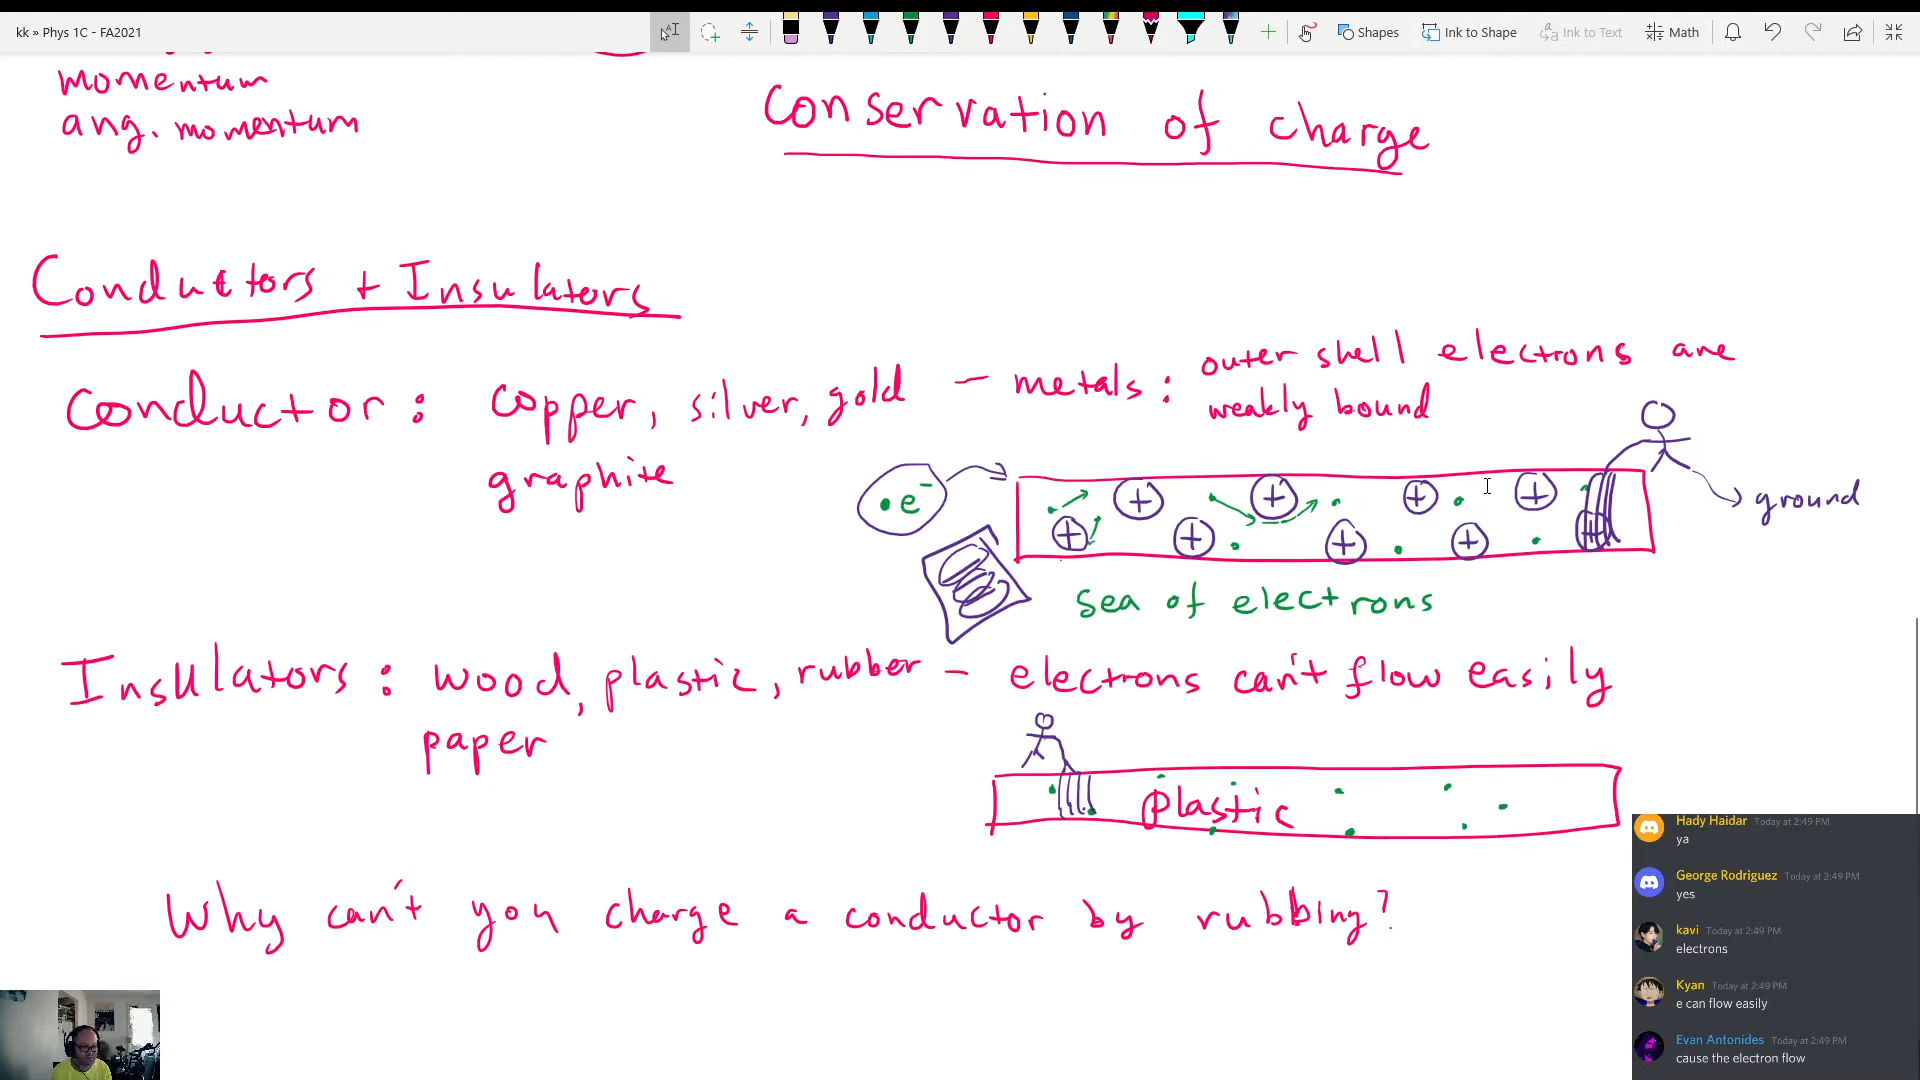 kk » Phys 1C - FA2021
Shapes
Ink to Shape
Ink to Text
Math
momentum
ang. momentum
Conservation of charge
Conductors + Insulators
Conductor: copper, silver, gold — metals: outer shell electrons are
weakly bound
graphite
e⁻
+ + + + + + + + +
ground
sea of electrons
Insulators: wood, plastic, rubber — electrons can't flow easily
paper
plastic
Why can't you charge a conductor by rubbing?
Hady Haidar Today at 2:49 PM
ya
George Rodriguez Today at 2:49 PM
yes
kavi Today at 2:49 PM
electrons
Kyan Today at 2:49 PM
e can flow easily
Evan Antonides Today at 2:49 PM
cause the electron flow